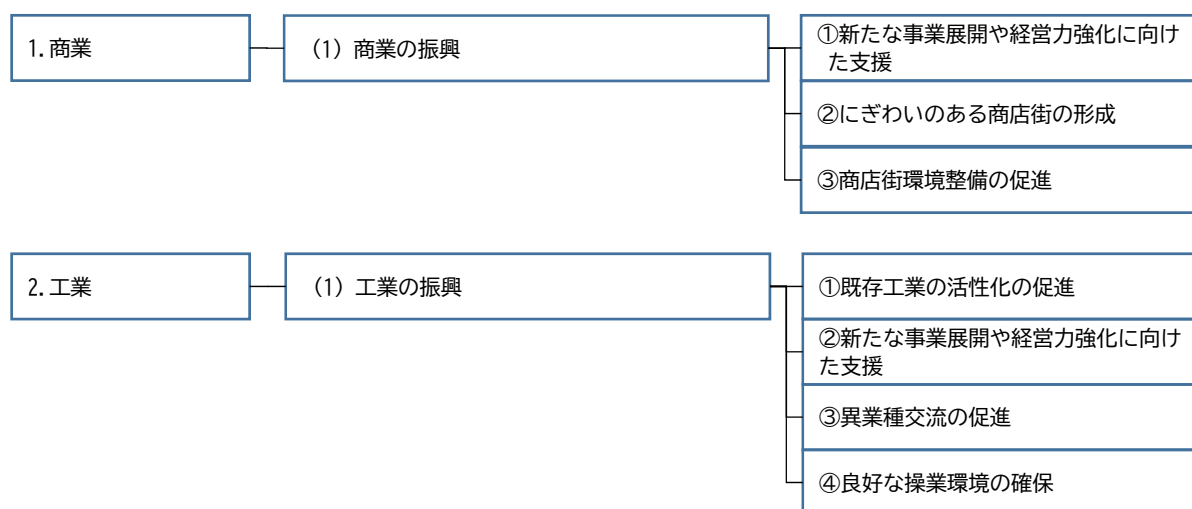 1.商業
(1) 商業の振興
①新たな事業展開や経営力強化に向け
た支援
②にぎわいのある商店街の形成
③商店街環境整備の促進
2.工業
(1) 工業の振興
①既存工業の活性化の促進
②新たな事業展開や経営力強化に向け
た支援
③異業種交流の促進
④良好な操業環境の確保